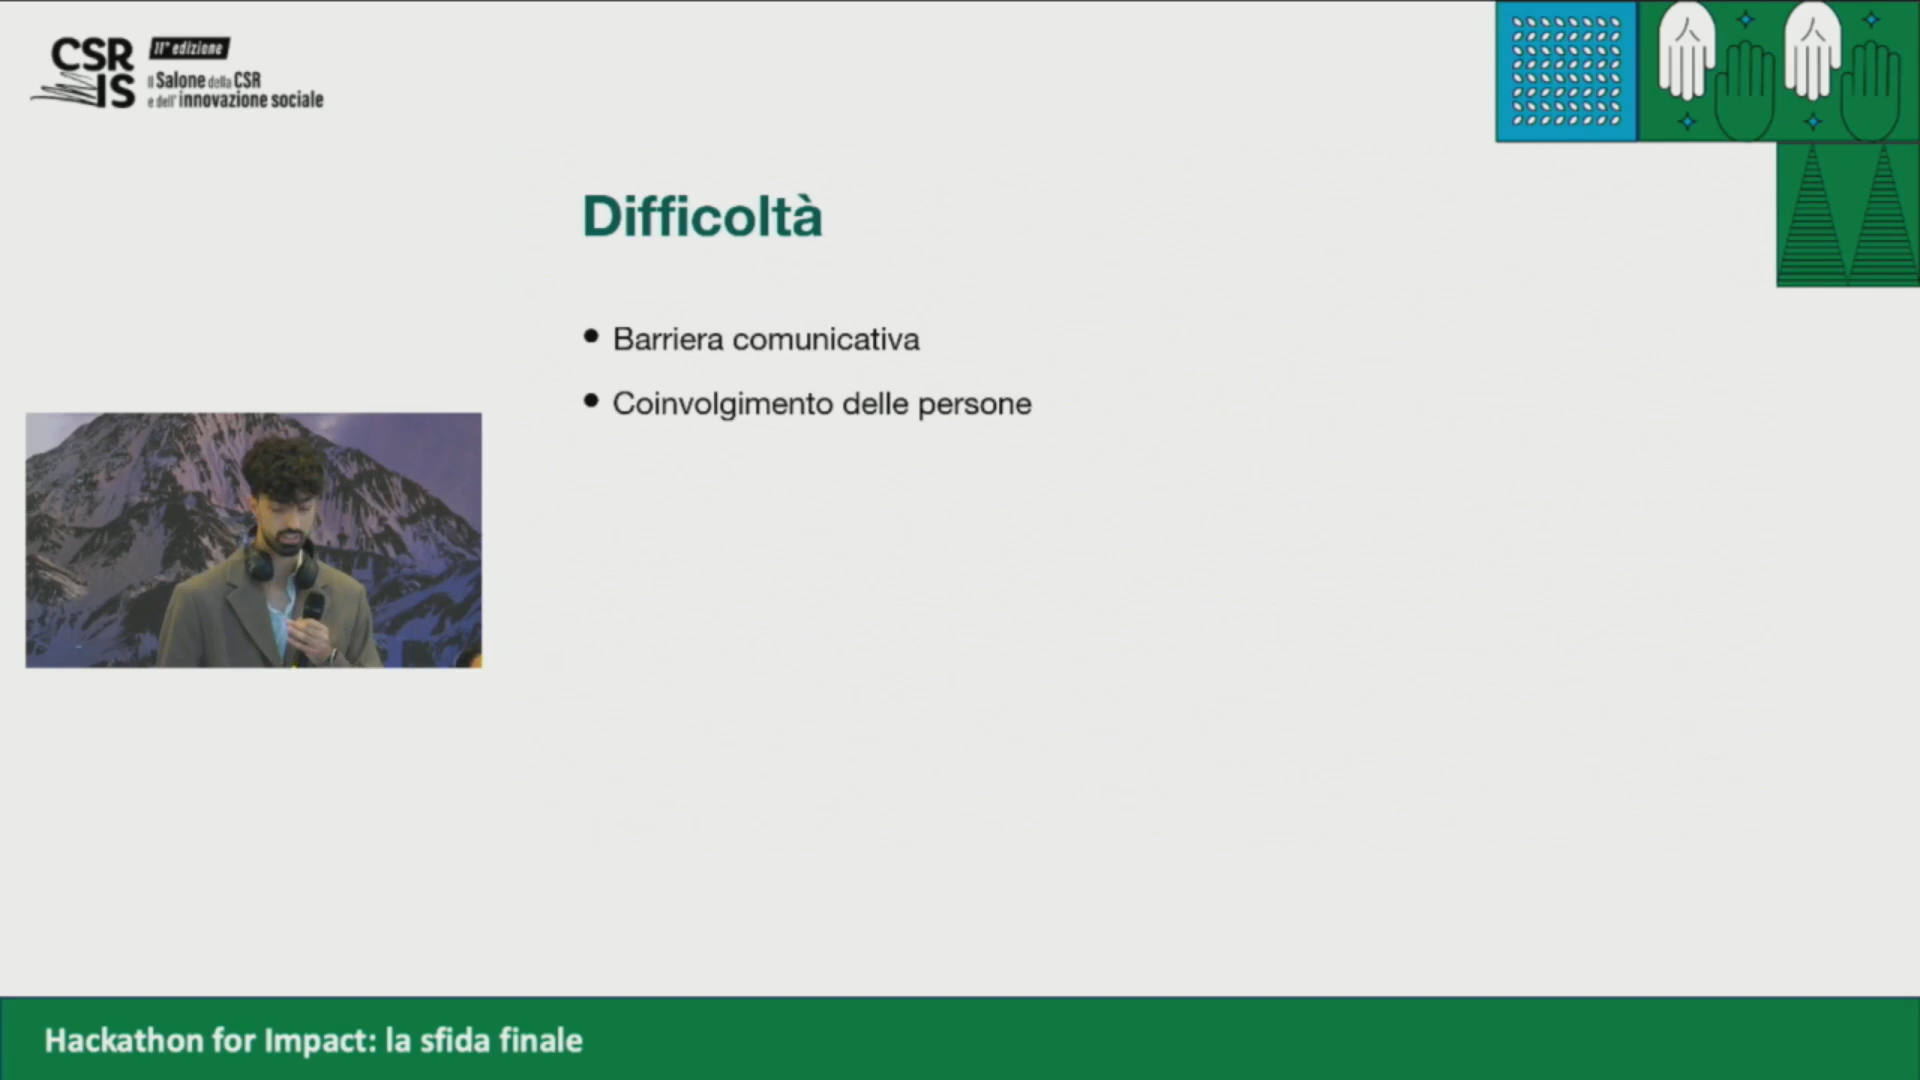 CSR
IS
11° edizione
il Salone della CSR
e dell'innovazione sociale
Difficoltà
• Barriera comunicativa
• Coinvolgimento delle persone
Hackathon for Impact: la sfida finale